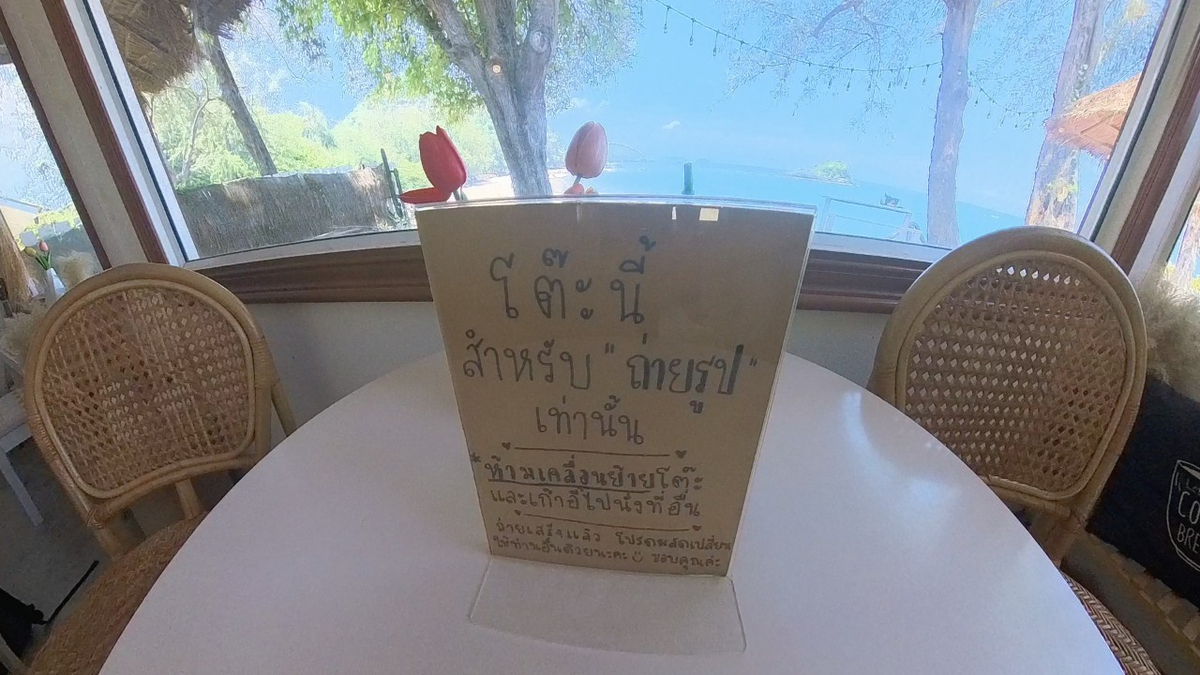 โต๊ะนี้
สำหรับ "ถ่ายรูป"
เท่านั้น
*ห้ามเคลื่อนย้ายโต๊ะ
และเก้าอี้ไปนั่งที่อื่น
ถ่ายเสร็จแล้ว โปรดผลัดเปลี่ยน
ให้ท่านอื่นด้วยนะคะ☺ ขอบคุณค่ะ